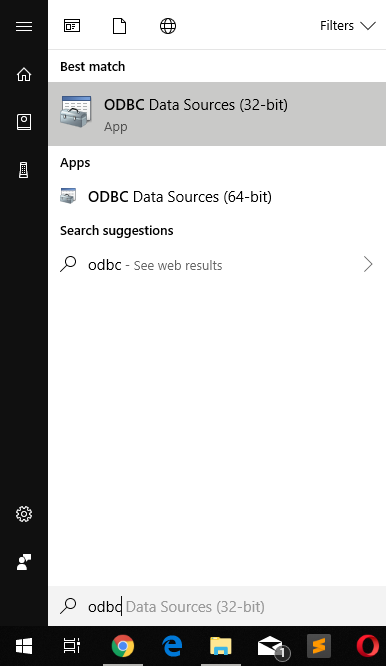 Filters
Best match
ODBC Data Sources (32-bit)
App
Apps
ODBC Data Sources (64-bit)
Search suggestions
odbc - See web results
odbc Data Sources (32-bit)
1